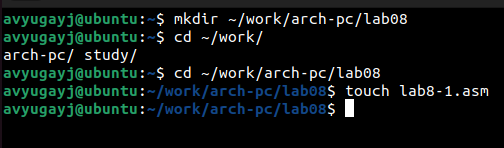 avyugayj@ubuntu:~$ mkdir ~/work/arch-pc/lab08
avyugayj@ubuntu:~$ cd ~/work/
arch-pc/ study/
avyugayj@ubuntu:~$ cd ~/work/arch-pc/lab08
avyugayj@ubuntu:~/work/arch-pc/lab08$ touch lab8-1.asm
avyugayj@ubuntu:~/work/arch-pc/lab08$